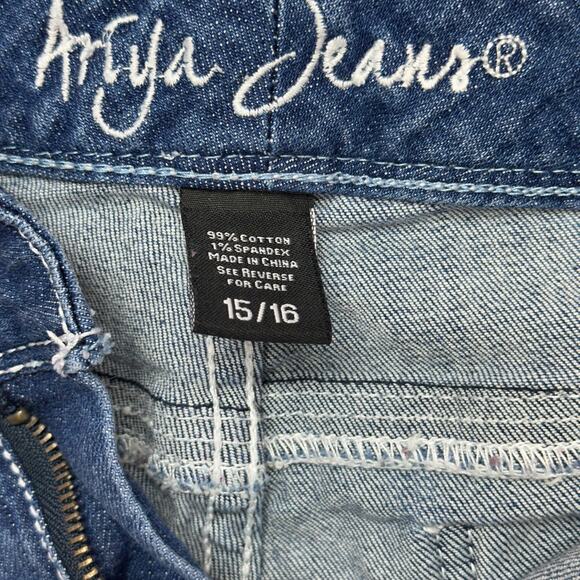 Ariya Jeans®
99% COTTON
1% SPANDEX
MADE IN CHINA
SEE REVERSE
FOR CARE
15/16